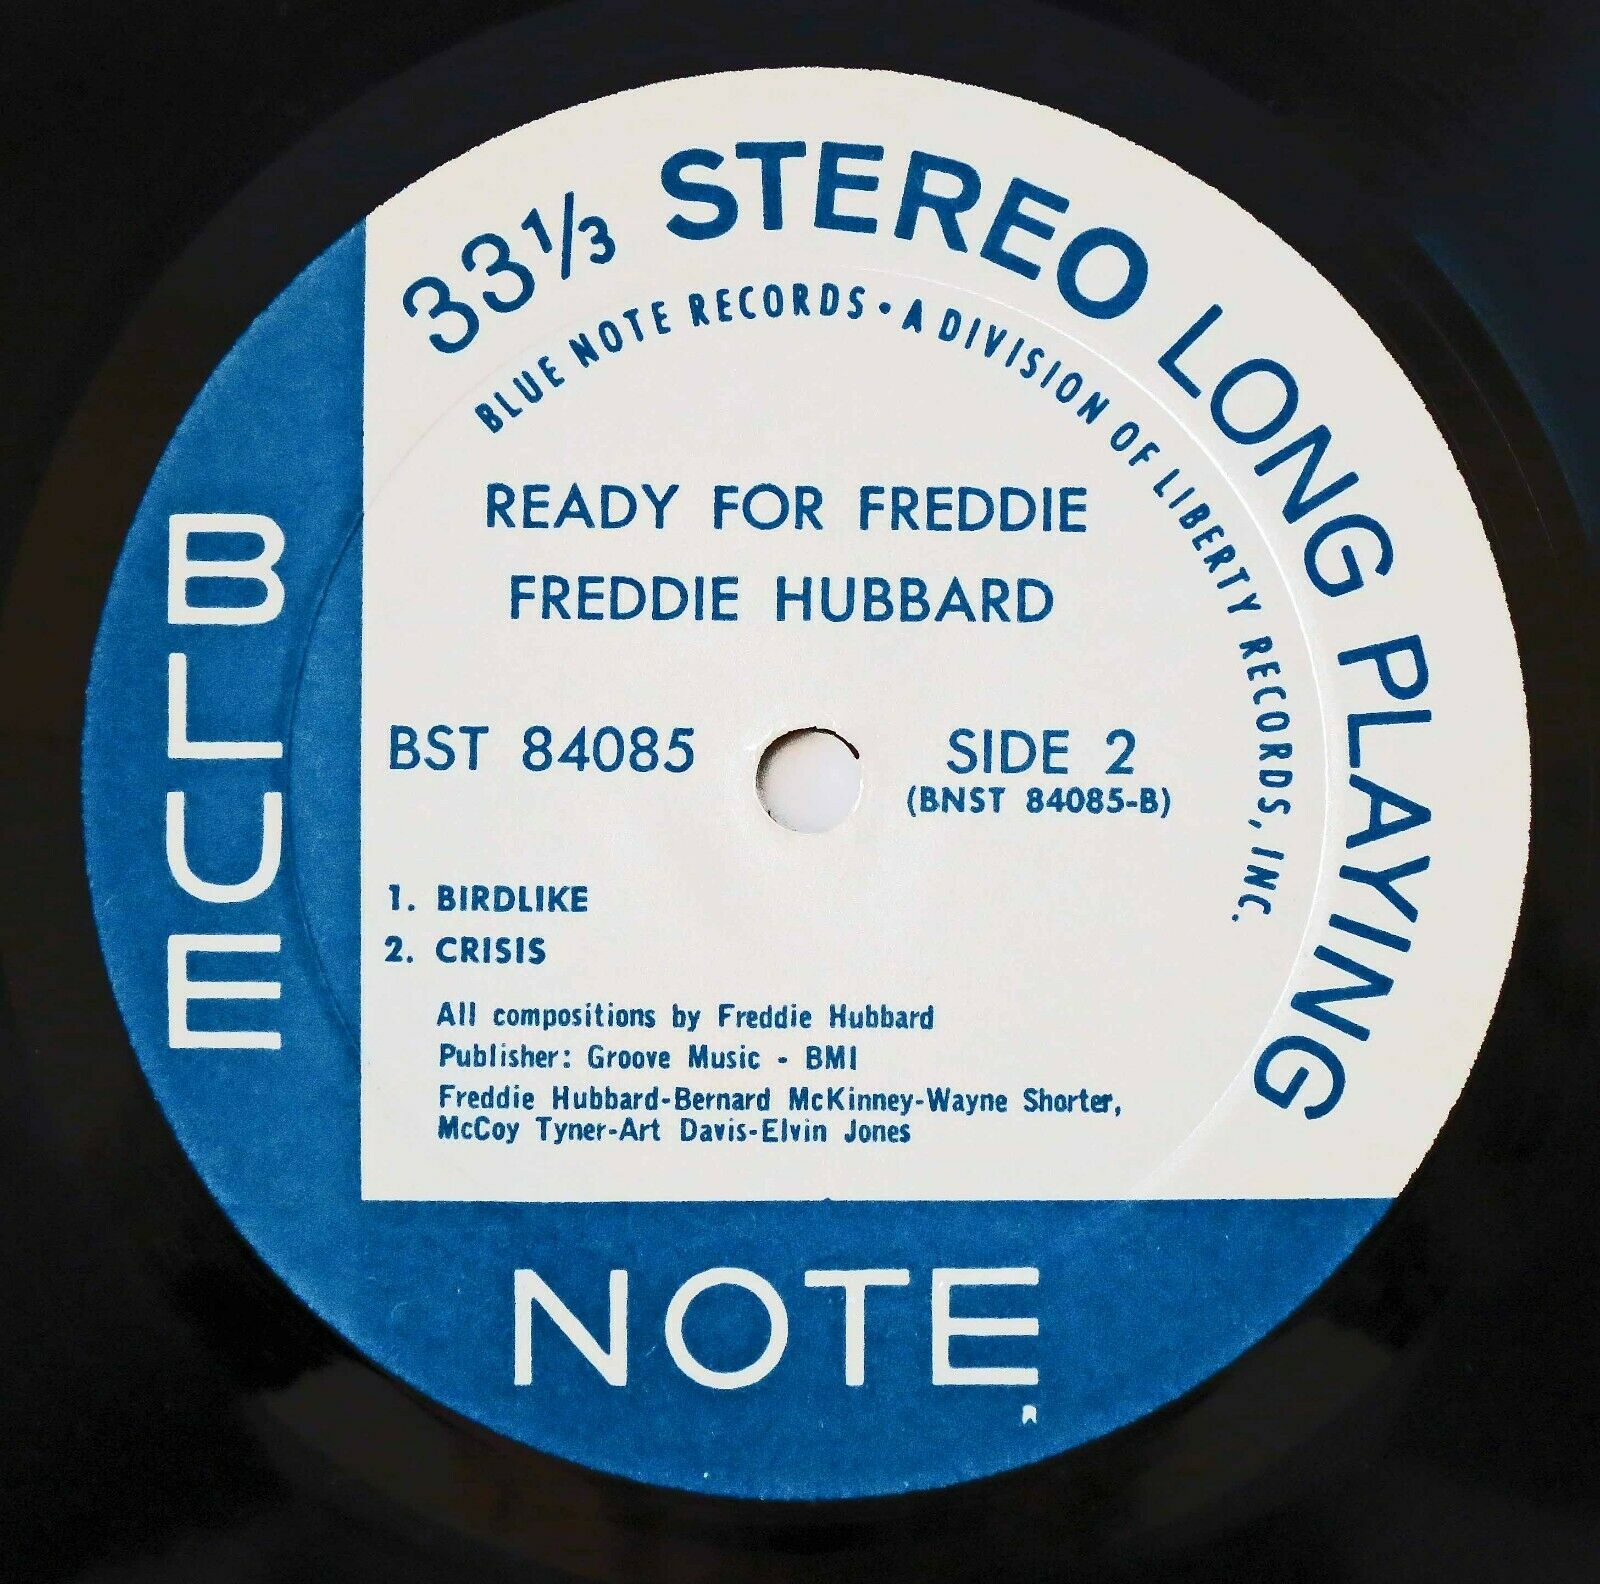 33⅓ STEREO LONG PLAYING
BLUE NOTE RECORDS • A DIVISION OF LIBERTY RECORDS, INC.
READY FOR FREDDIE
FREDDIE HUBBARD
BST 84085
SIDE 2
(BNST 84085-B)
1. BIRDLIKE
2. CRISIS
All compositions by Freddie Hubbard
Publisher: Groove Music - BMI
Freddie Hubbard-Bernard McKinney-Wayne Shorter,
McCoy Tyner-Art Davis-Elvin Jones
BLUE
NOTE